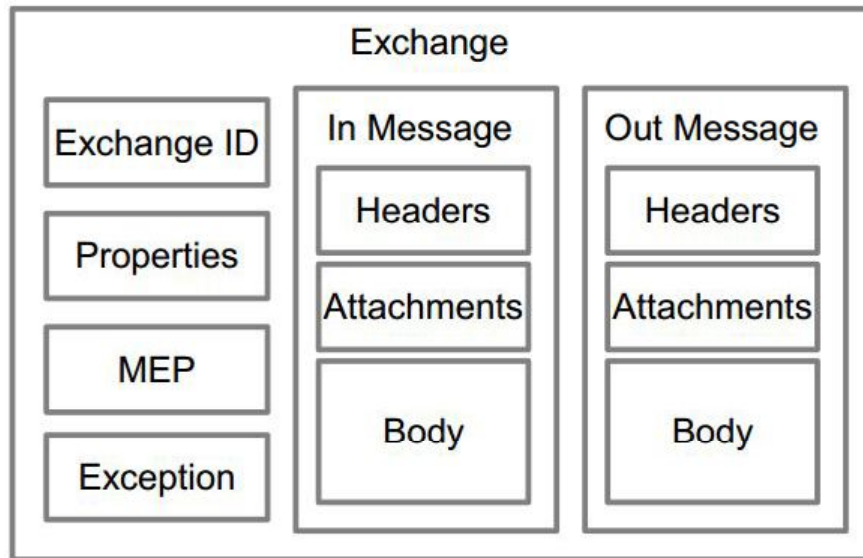 Exchange
Exchange ID
Properties
MEP
Exception
In Message
Headers
Attachments
Body
Out Message
Headers
Attachments
Body